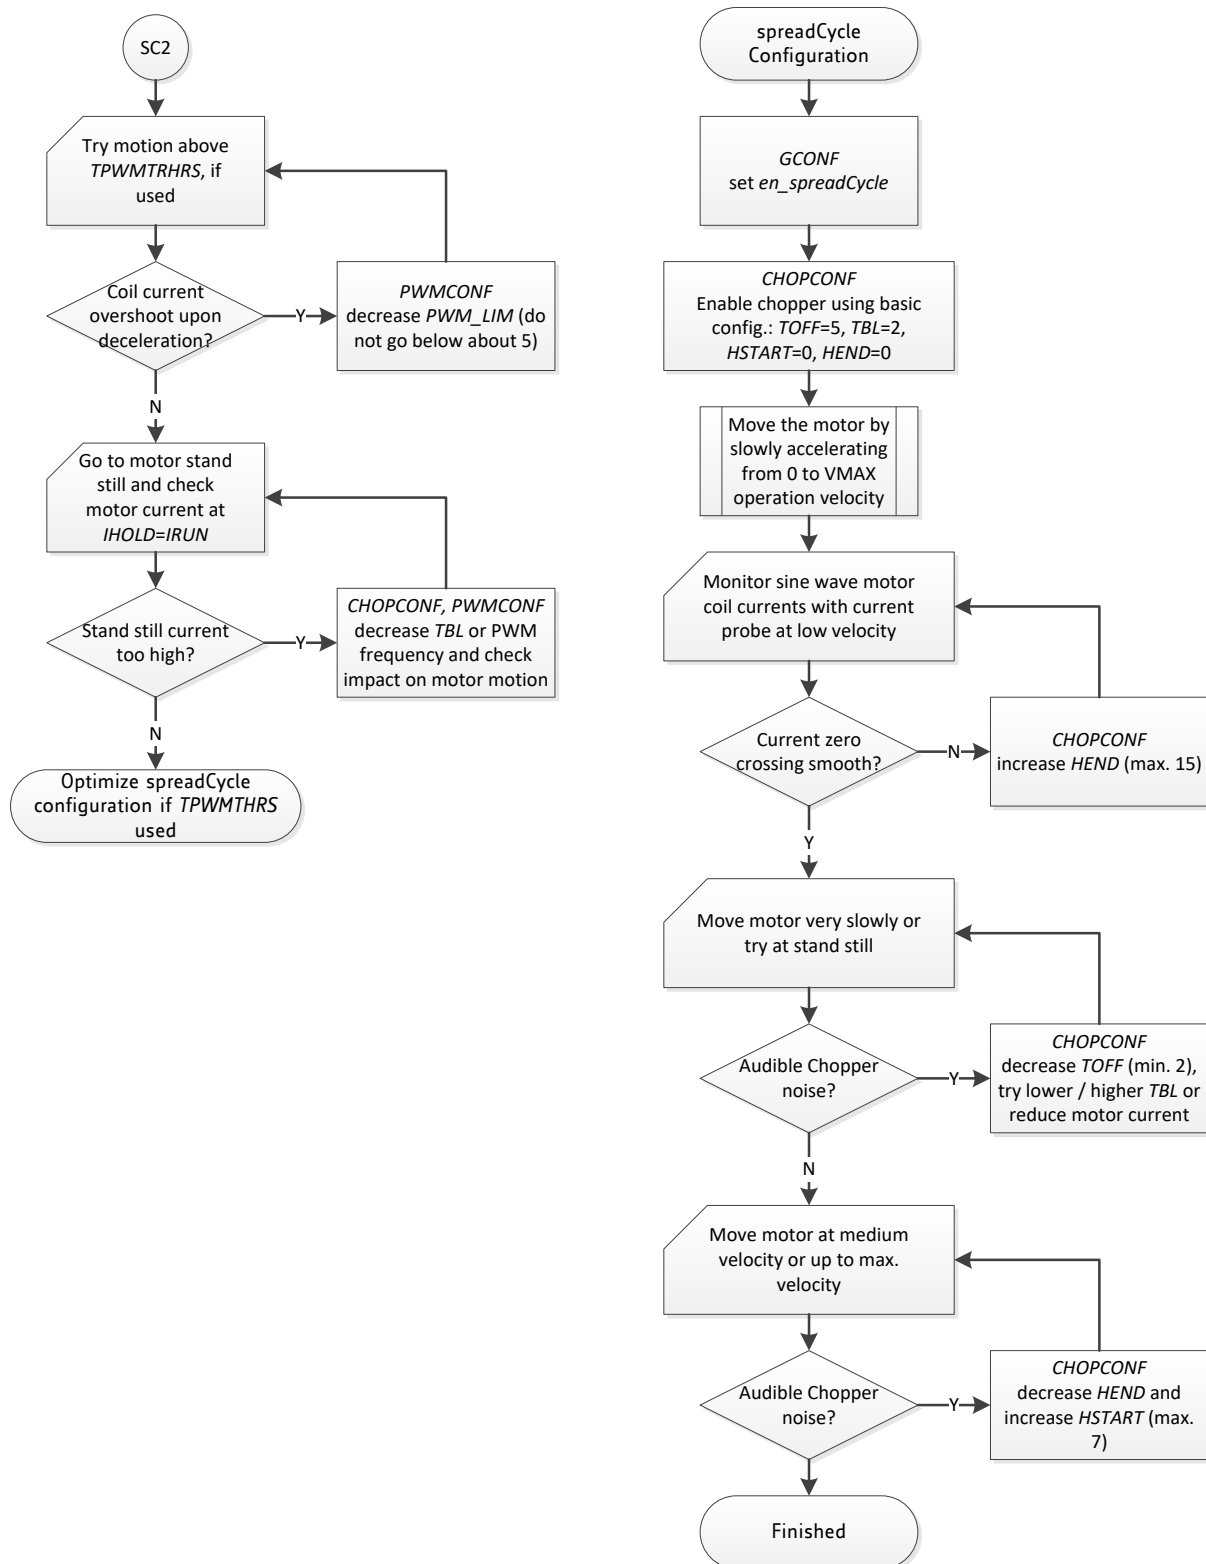 SC2
Try motion above
TPWMTRHRS, if
used
Coil current
overshoot upon
deceleration?
Y
PWMCONF
decrease PWM_LIM (do
not go below about 5)
N
Go to motor stand
still and check
motor current at
IHOLD=IRUN
Stand still current
too high?
Y
CHOPCONF, PWMCONF
decrease TBL or PWM
frequency and check
impact on motor motion
N
Optimize spreadCycle
configuration if TPWMTHRS
used
spreadCycle
Configuration
GCONF
set en_spreadCycle
CHOPCONF
Enable chopper using basic
config.: TOFF=5, TBL=2,
HSTART=0, HEND=0
Move the motor by
slowly accelerating
from 0 to VMAX
operation velocity
Monitor sine wave motor
coil currents with current
probe at low velocity
Current zero
crossing smooth?
N
CHOPCONF
increase HEND (max. 15)
Y
Move motor very slowly or
try at stand still
Audible Chopper
noise?
Y
CHOPCONF
decrease TOFF (min. 2),
try lower / higher TBL or
reduce motor current
N
Move motor at medium
velocity or up to max.
velocity
Audible Chopper
noise?
Y
CHOPCONF
decrease HEND and
increase HSTART (max.
7)
Finished